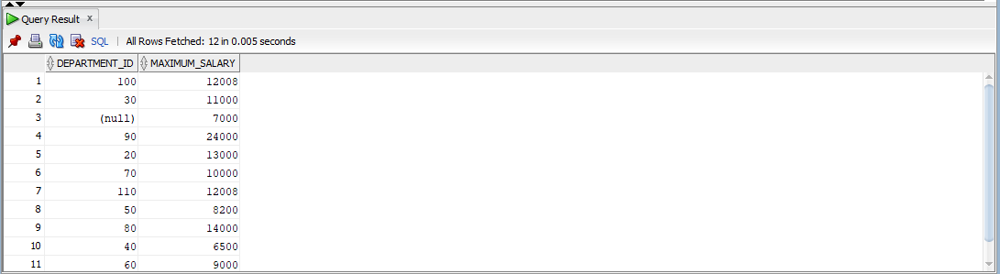 Query Result x
SQL | All Rows Fetched: 12 in 0.005 seconds
DEPARTMENT_ID MAXIMUM_SALARY
1 100 12008
2 30 11000
3 (null) 7000
4 90 24000
5 20 13000
6 70 10000
7 110 12008
8 50 8200
9 80 14000
10 40 6500
11 60 9000